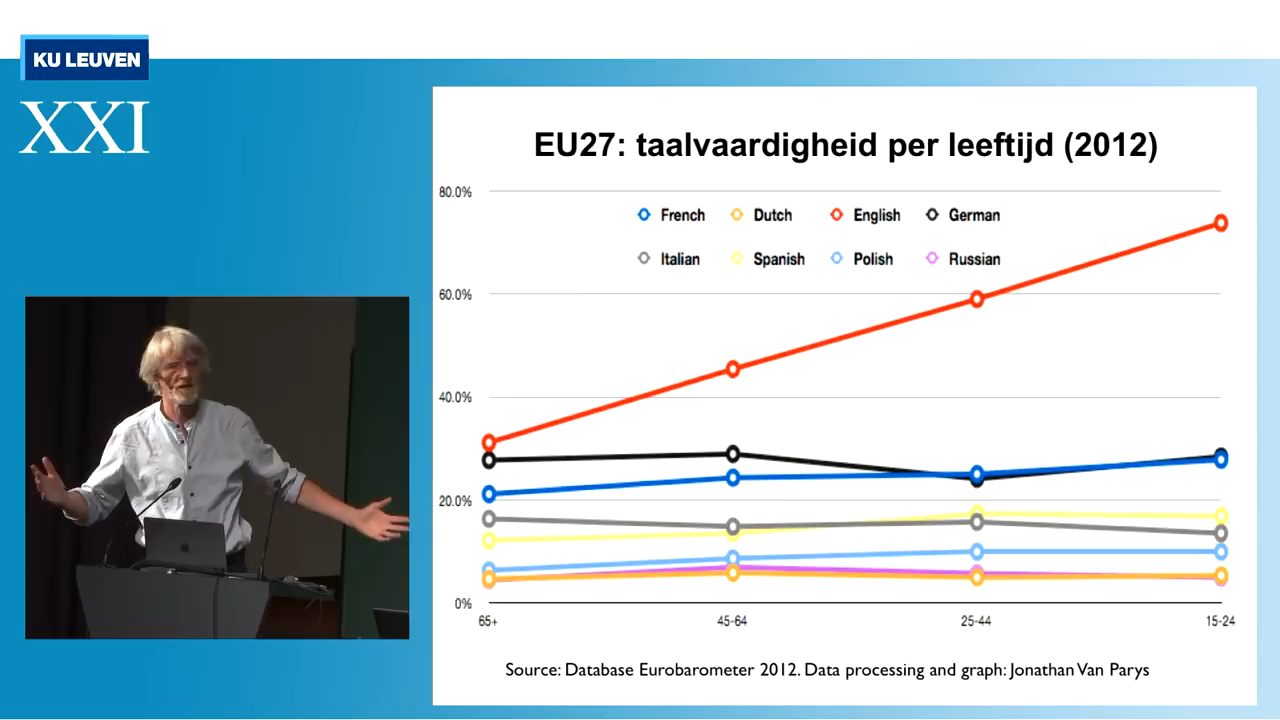 KU LEUVEN
XXI
EU27: taalvaardigheid per leeftijd (2012)
80.0%
French Dutch English German
Italian Spanish Polish Russian
60.0%
40.0%
20.0%
0%
65+ 45-64 25-44 15-24
Source: Database Eurobarometer 2012. Data processing and graph: Jonathan Van Parys